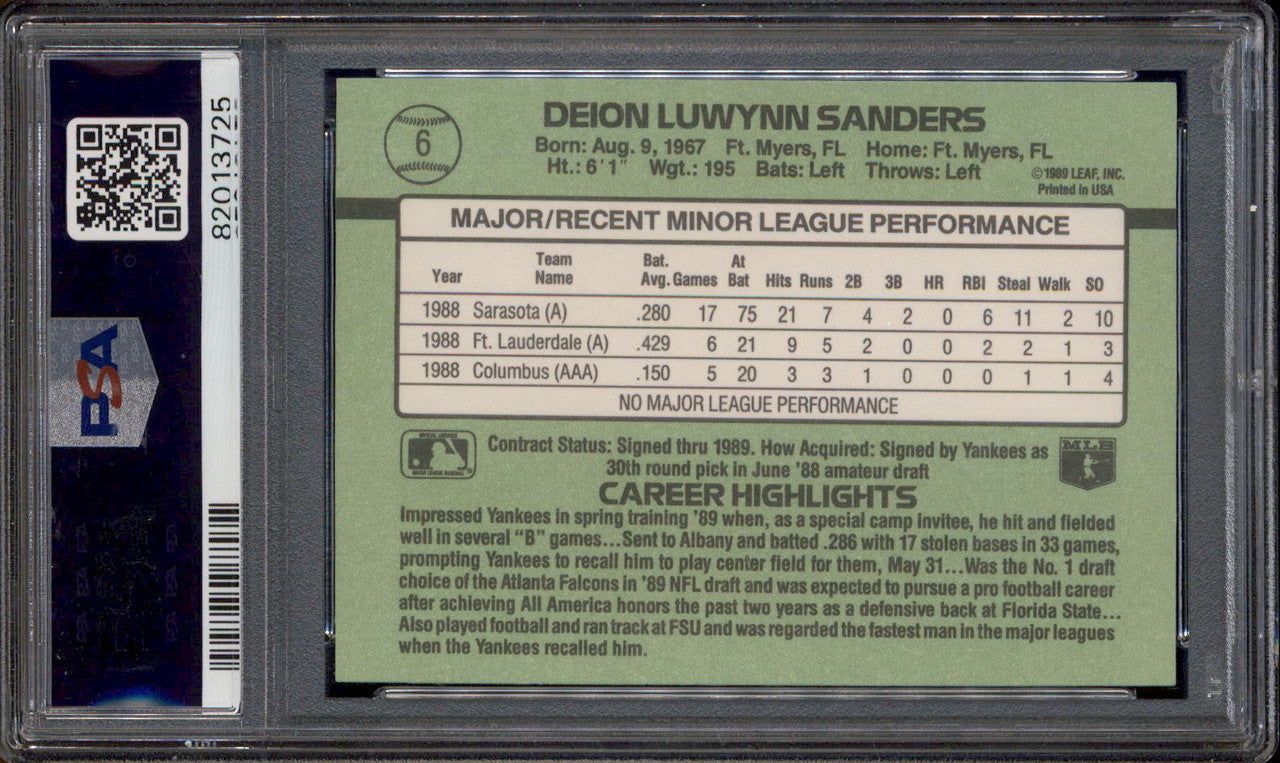 82013725
PSA
6
DEION LUWYNN SANDERS
Born: Aug. 9, 1967 Ft. Myers, FL Home: Ft. Myers, FL
Ht.: 6'1" Wgt.: 195 Bats: Left Throws: Left
©1989 LEAF, INC.
Printed in USA
MAJOR/RECENT MINOR LEAGUE PERFORMANCE
Year Team Name Bat. Avg. Games At Bat Hits Runs 2B 3B HR RBI Steal Walk SO
1988 Sarasota (A) .280 17 75 21 7 4 2 0 6 11 2 10
1988 Ft. Lauderdale (A) .429 6 21 9 5 2 0 0 2 2 1 3
1988 Columbus (AAA) .150 5 20 3 3 1 0 0 0 1 1 4
NO MAJOR LEAGUE PERFORMANCE
Contract Status: Signed thru 1989. How Acquired: Signed by Yankees as
30th round pick in June '88 amateur draft
MLB
CAREER HIGHLIGHTS
Impressed Yankees in spring training '89 when, as a special camp invitee, he hit and fielded
well in several "B" games...Sent to Albany and batted .286 with 17 stolen bases in 33 games,
prompting Yankees to recall him to play center field for them, May 31...Was the No. 1 draft
choice of the Atlanta Falcons in '89 NFL draft and was expected to pursue a pro football career
after achieving All America honors the past two years as a defensive back at Florida State...
Also played football and ran track at FSU and was regarded the fastest man in the major leagues
when the Yankees recalled him.